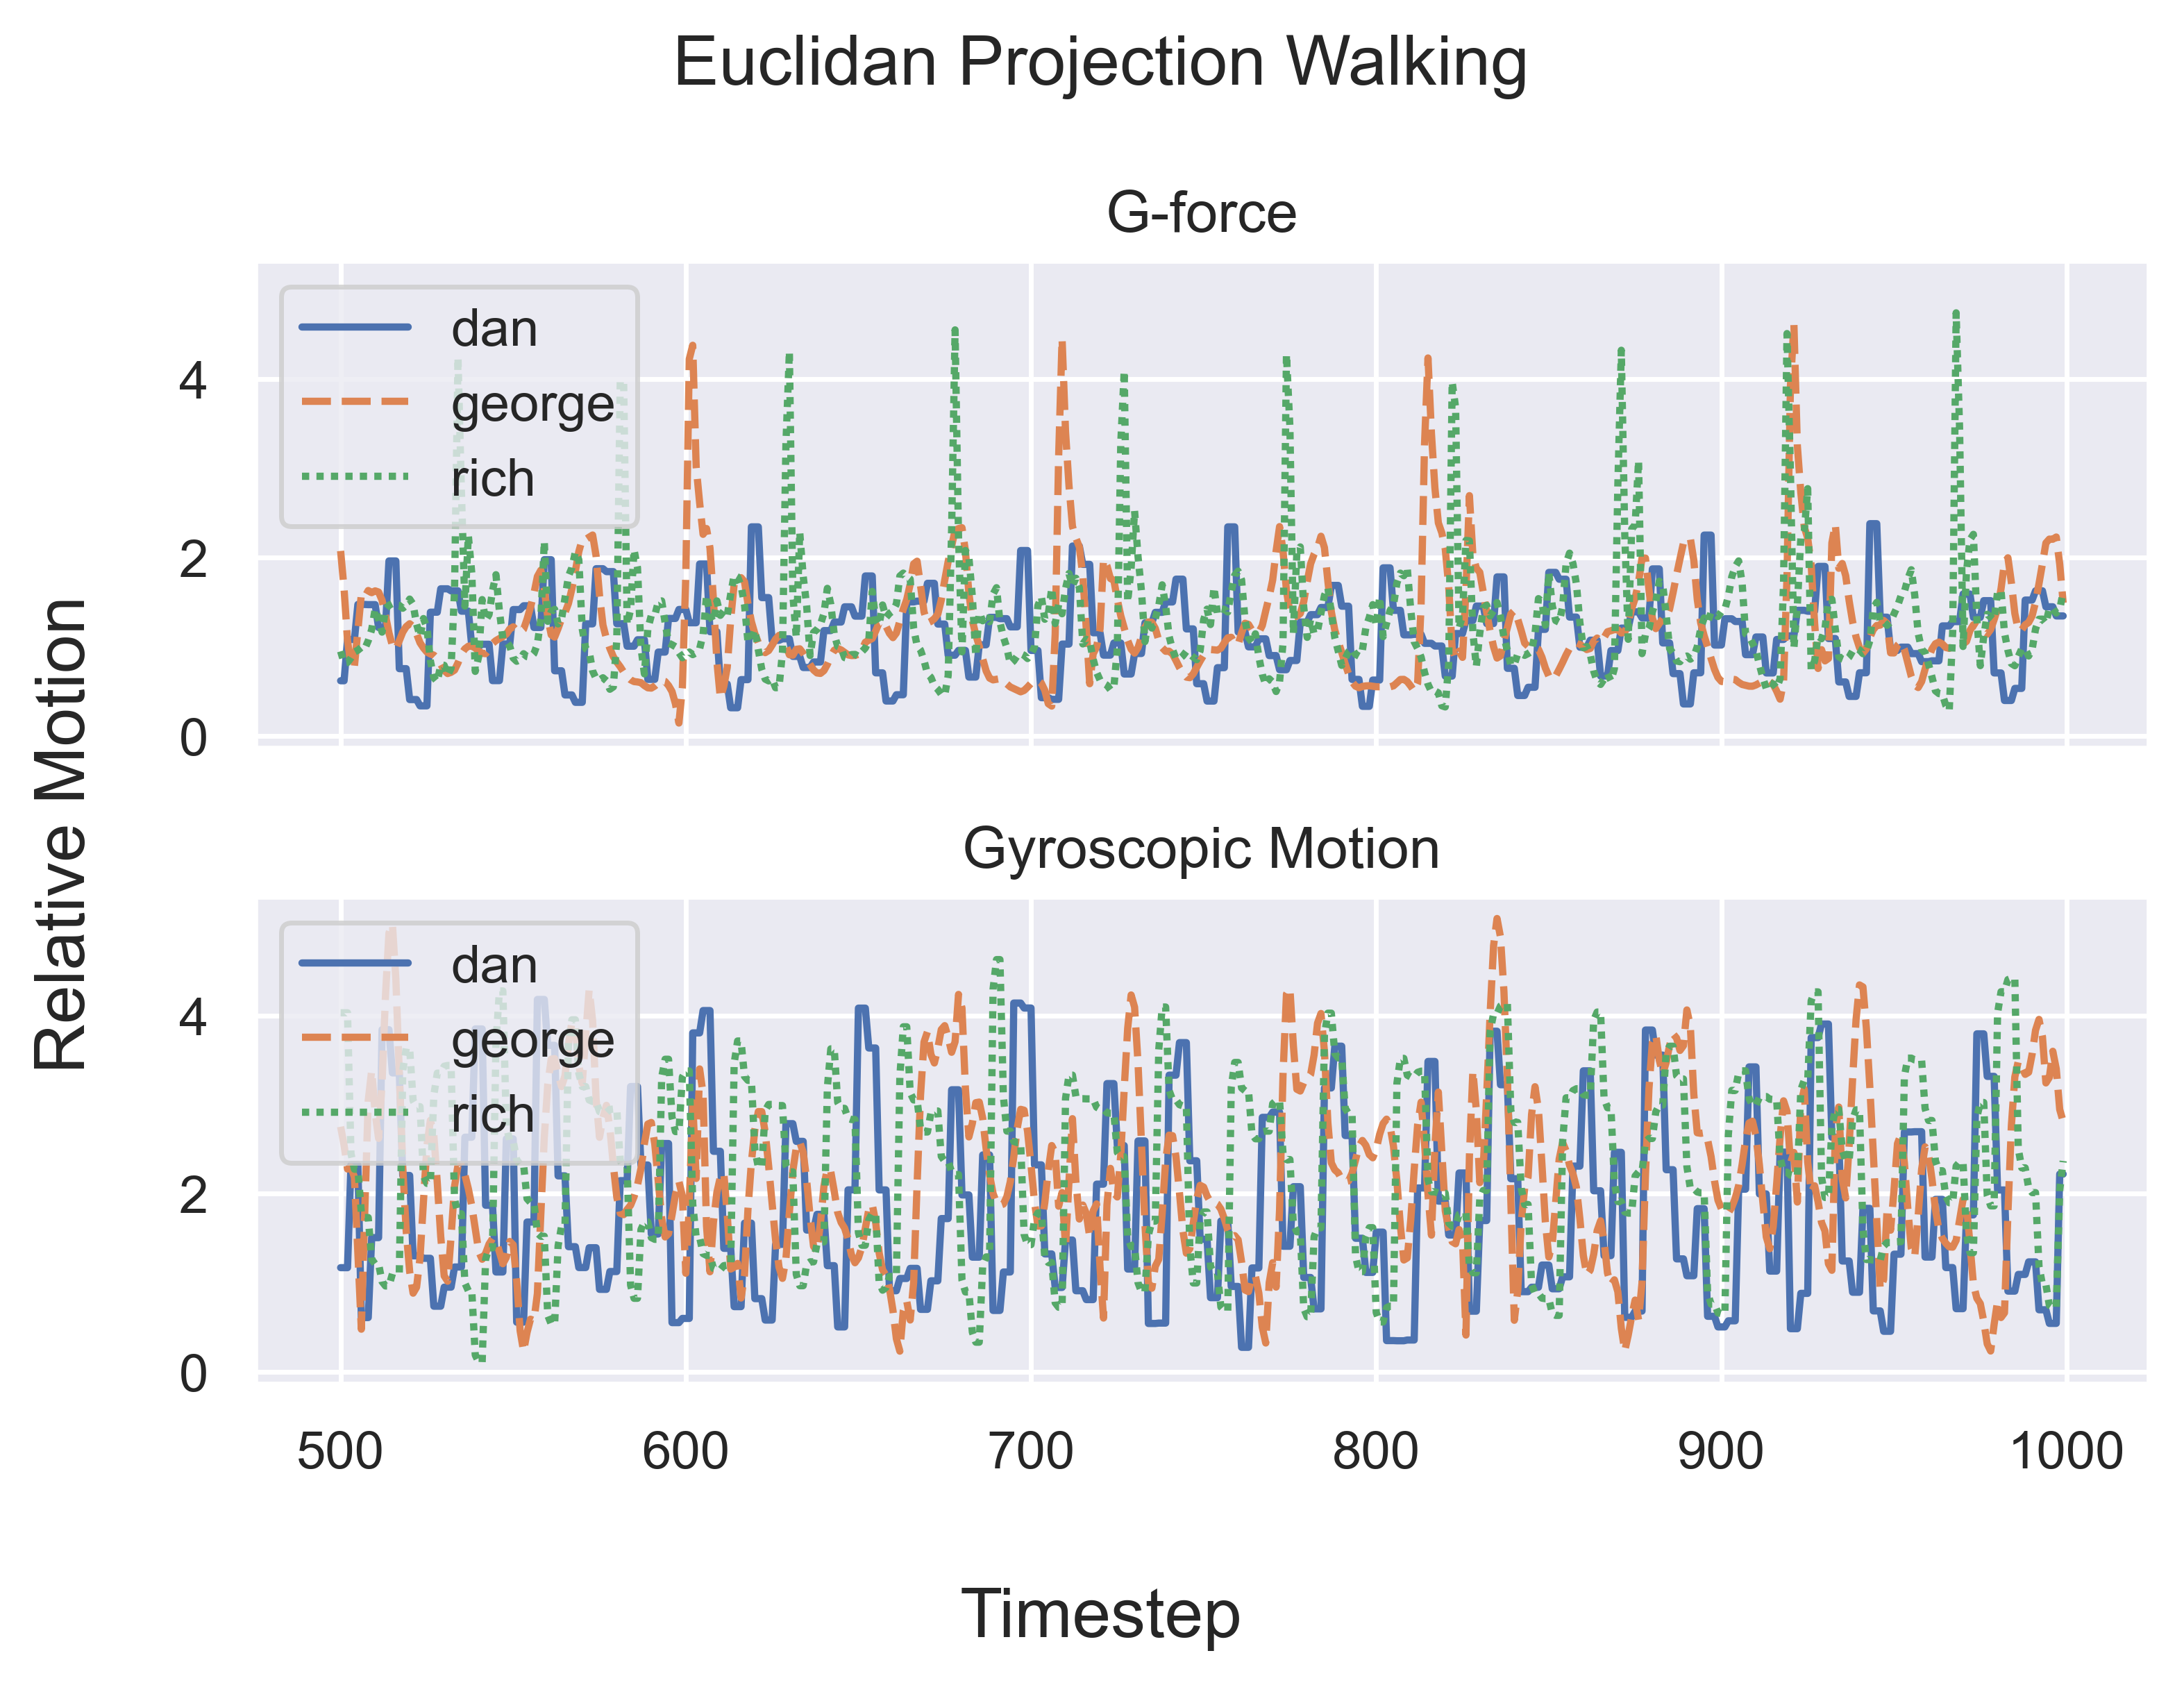 Euclidan Projection Walking
G-force
4
2
0
dan
george
rich
Relative Motion
Gyroscopic Motion
4
2
0
dan
george
rich
500 600 700 800 900 1000
Timestep